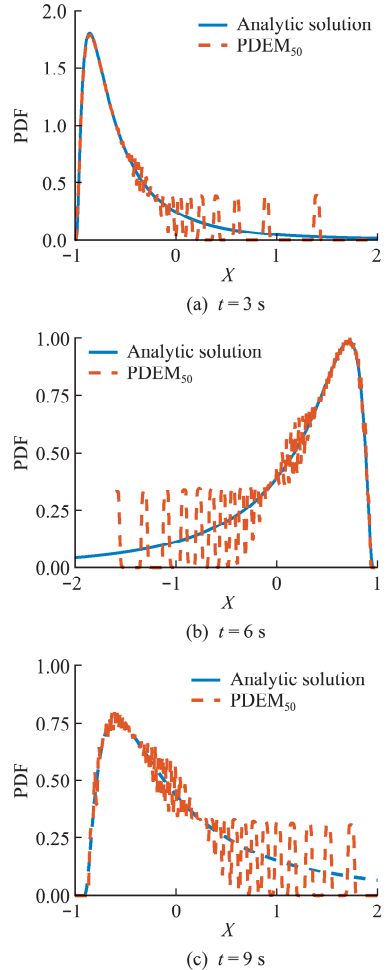 2.0
Analytic solution
PDEM50
1.5
PDF
1.0
0.5
0.0
−1 0 1 2
X
(a) t = 3 s
1.00
Analytic solution
PDEM50
0.75
PDF
0.50
0.25
0.00
−2 −1 0 1
X
(b) t = 6 s
1.00
Analytic solution
PDEM50
0.75
PDF
0.50
0.25
0.00
−1 0 1 2
X
(c) t = 9 s